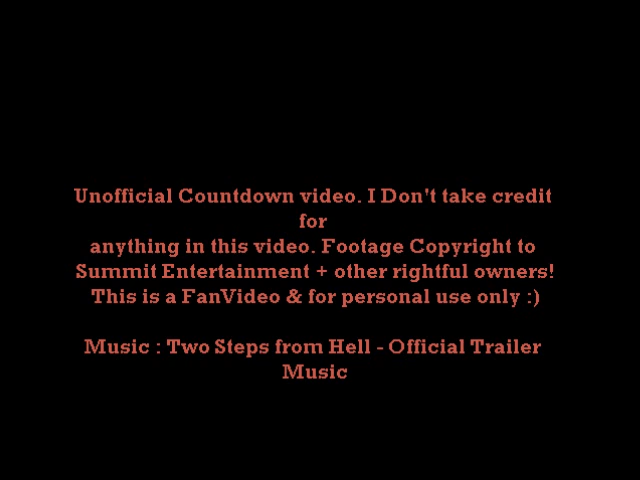 Unofficial Countdown video. I Don't take credit
for
anything in this video. Footage Copyright to
Summit Entertainment + other rightful owners!
This is a FanVideo & for personal use only :)
Music : Two Steps from Hell - Official Trailer
Music